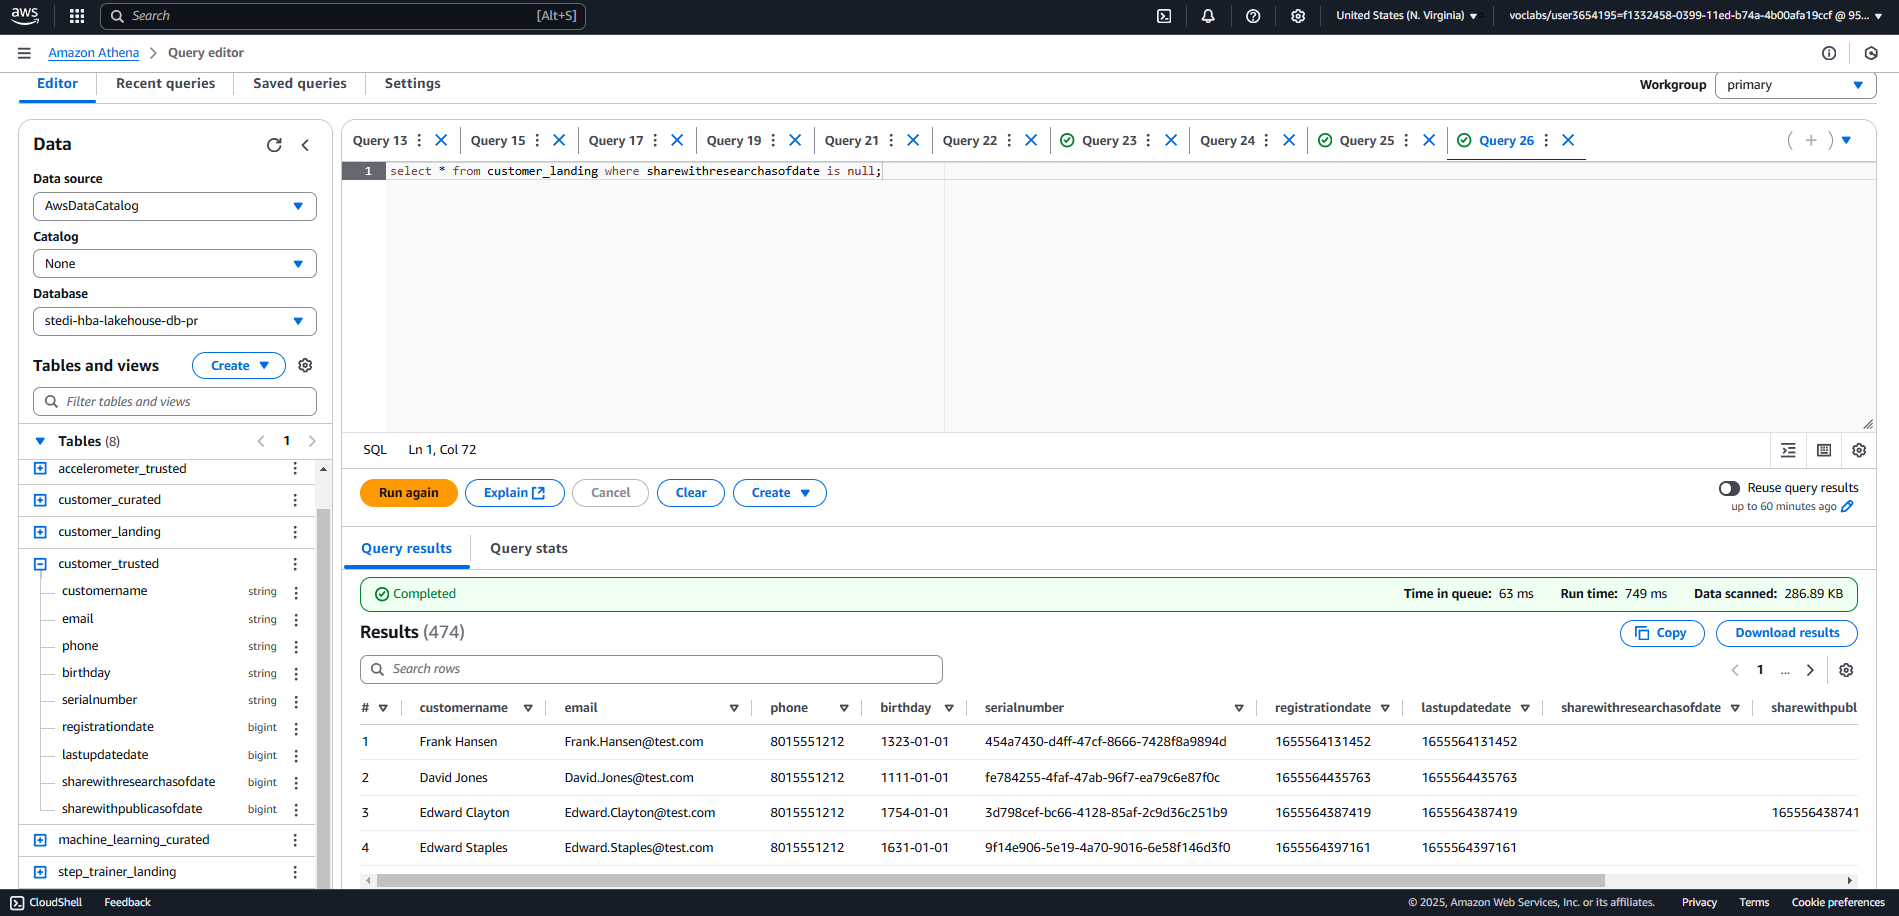 aws Search [Alt+S] United States (N. Virginia) voclabs/user3654195=f1332458-0399-11ed-b74a-4b00afa19ccf @ 95...
Amazon Athena Query editor
Editor Recent queries Saved queries Settings Workgroup primary
Data
Data source
AwsDataCatalog
Catalog
None
Database
stedi-hba-lakehouse-db-pr
Tables and views Create
Filter tables and views
Tables (8) 1
accelerometer_trusted
customer_curated
customer_landing
customer_trusted
customername string
email string
phone string
birthday string
serialnumber string
registrationdate bigint
lastupdatedate bigint
sharewithresearchasofdate bigint
sharewithpublicasofdate bigint
machine_learning_curated
step_trainer_landing
Query 13 Query 15 Query 17 Query 19 Query 21 Query 22 Query 23 Query 24 Query 25 Query 26
1 select * from customer_landing where sharewithresearchasofdate is null;
SQL Ln 1, Col 72
Run again Explain Cancel Clear Create Reuse query results
up to 60 minutes ago
Query results Query stats
Completed Time in queue: 63 ms Run time: 749 ms Data scanned: 286.89 KB
Results (474) Copy Download results
Search rows 1 ...
# customername email phone birthday serialnumber registrationdate lastupdatedate sharewithresearchasofdate sharewithpubl
1 Frank Hansen Frank.Hansen@test.com 8015551212 1323-01-01 454a7430-d4ff-47cf-8666-7428f8a9894d 1655564131452 1655564131452
2 David Jones David.Jones@test.com 8015551212 1111-01-01 fe784255-4faf-47ab-96f7-ea79c6e87f0c 1655564435763 1655564435763
3 Edward Clayton Edward.Clayton@test.com 8015551212 1754-01-01 3d798cef-bc66-4128-85af-2c9d36c251b9 1655564387419 1655564387419 165556438741
4 Edward Staples Edward.Staples@test.com 8015551212 1631-01-01 9f14e906-5e19-4a70-9016-6e58f146d3f0 1655564397161 1655564397161
CloudShell Feedback © 2025, Amazon Web Services, Inc. or its affiliates. Privacy Terms Cookie preferences